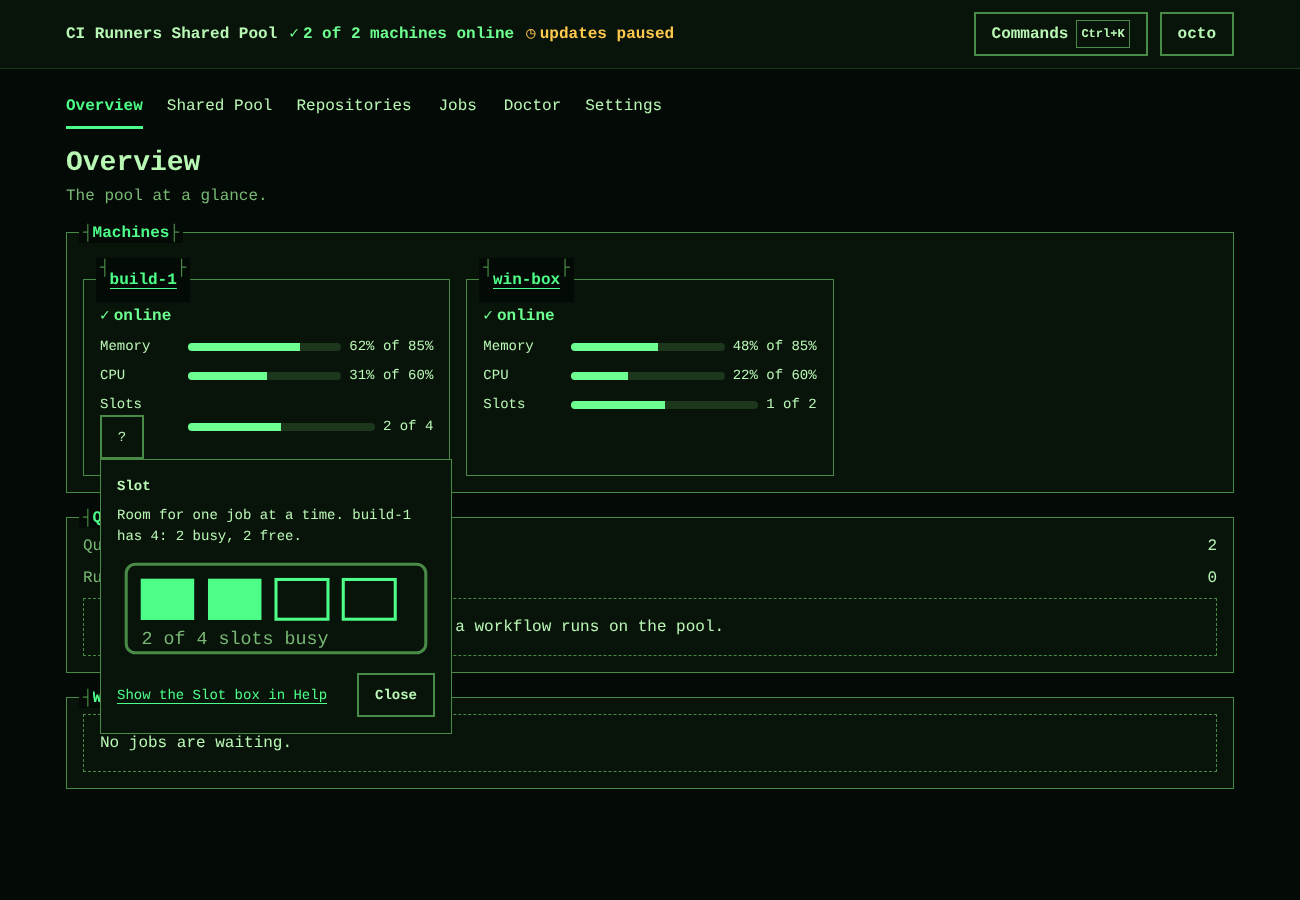 CI Runners Shared Pool ✓ 2 of 2 machines online ◷ updates paused
Commands Ctrl+K
octo
Overview Shared Pool Repositories Jobs Doctor Settings
Overview
The pool at a glance.
Machines
build-1
✓ online
Memory 62% of 85%
CPU 31% of 60%
Slots
?
2 of 4
win-box
✓ online
Memory 48% of 85%
CPU 22% of 60%
Slots 1 of 2
Slot
Room for one job at a time. build-1
has 4: 2 busy, 2 free.
2 of 4 slots busy
Show the Slot box in Help
Close
2
0
a workflow runs on the pool.
No jobs are waiting.